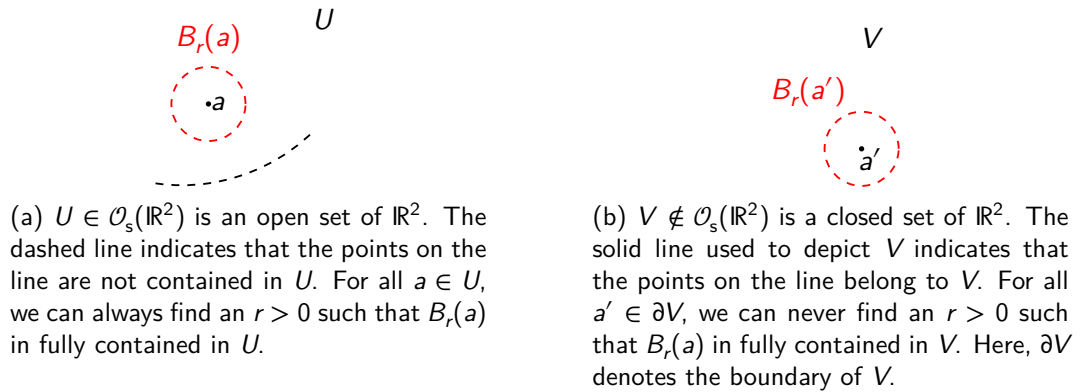 U
B_r(a)
a
(a) U ∈ 𝒪_s(ℝ²) is an open set of ℝ². The
dashed line indicates that the points on the
line are not contained in U. For all a ∈ U,
we can always find an r > 0 such that B_r(a)
in fully contained in U.
V
B_r(a′)
a′
(b) V ∉ 𝒪_s(ℝ²) is a closed set of ℝ². The
solid line used to depict V indicates that
the points on the line belong to V. For all
a′ ∈ ∂V, we can never find an r > 0 such
that B_r(a) in fully contained in V. Here, ∂V
denotes the boundary of V.